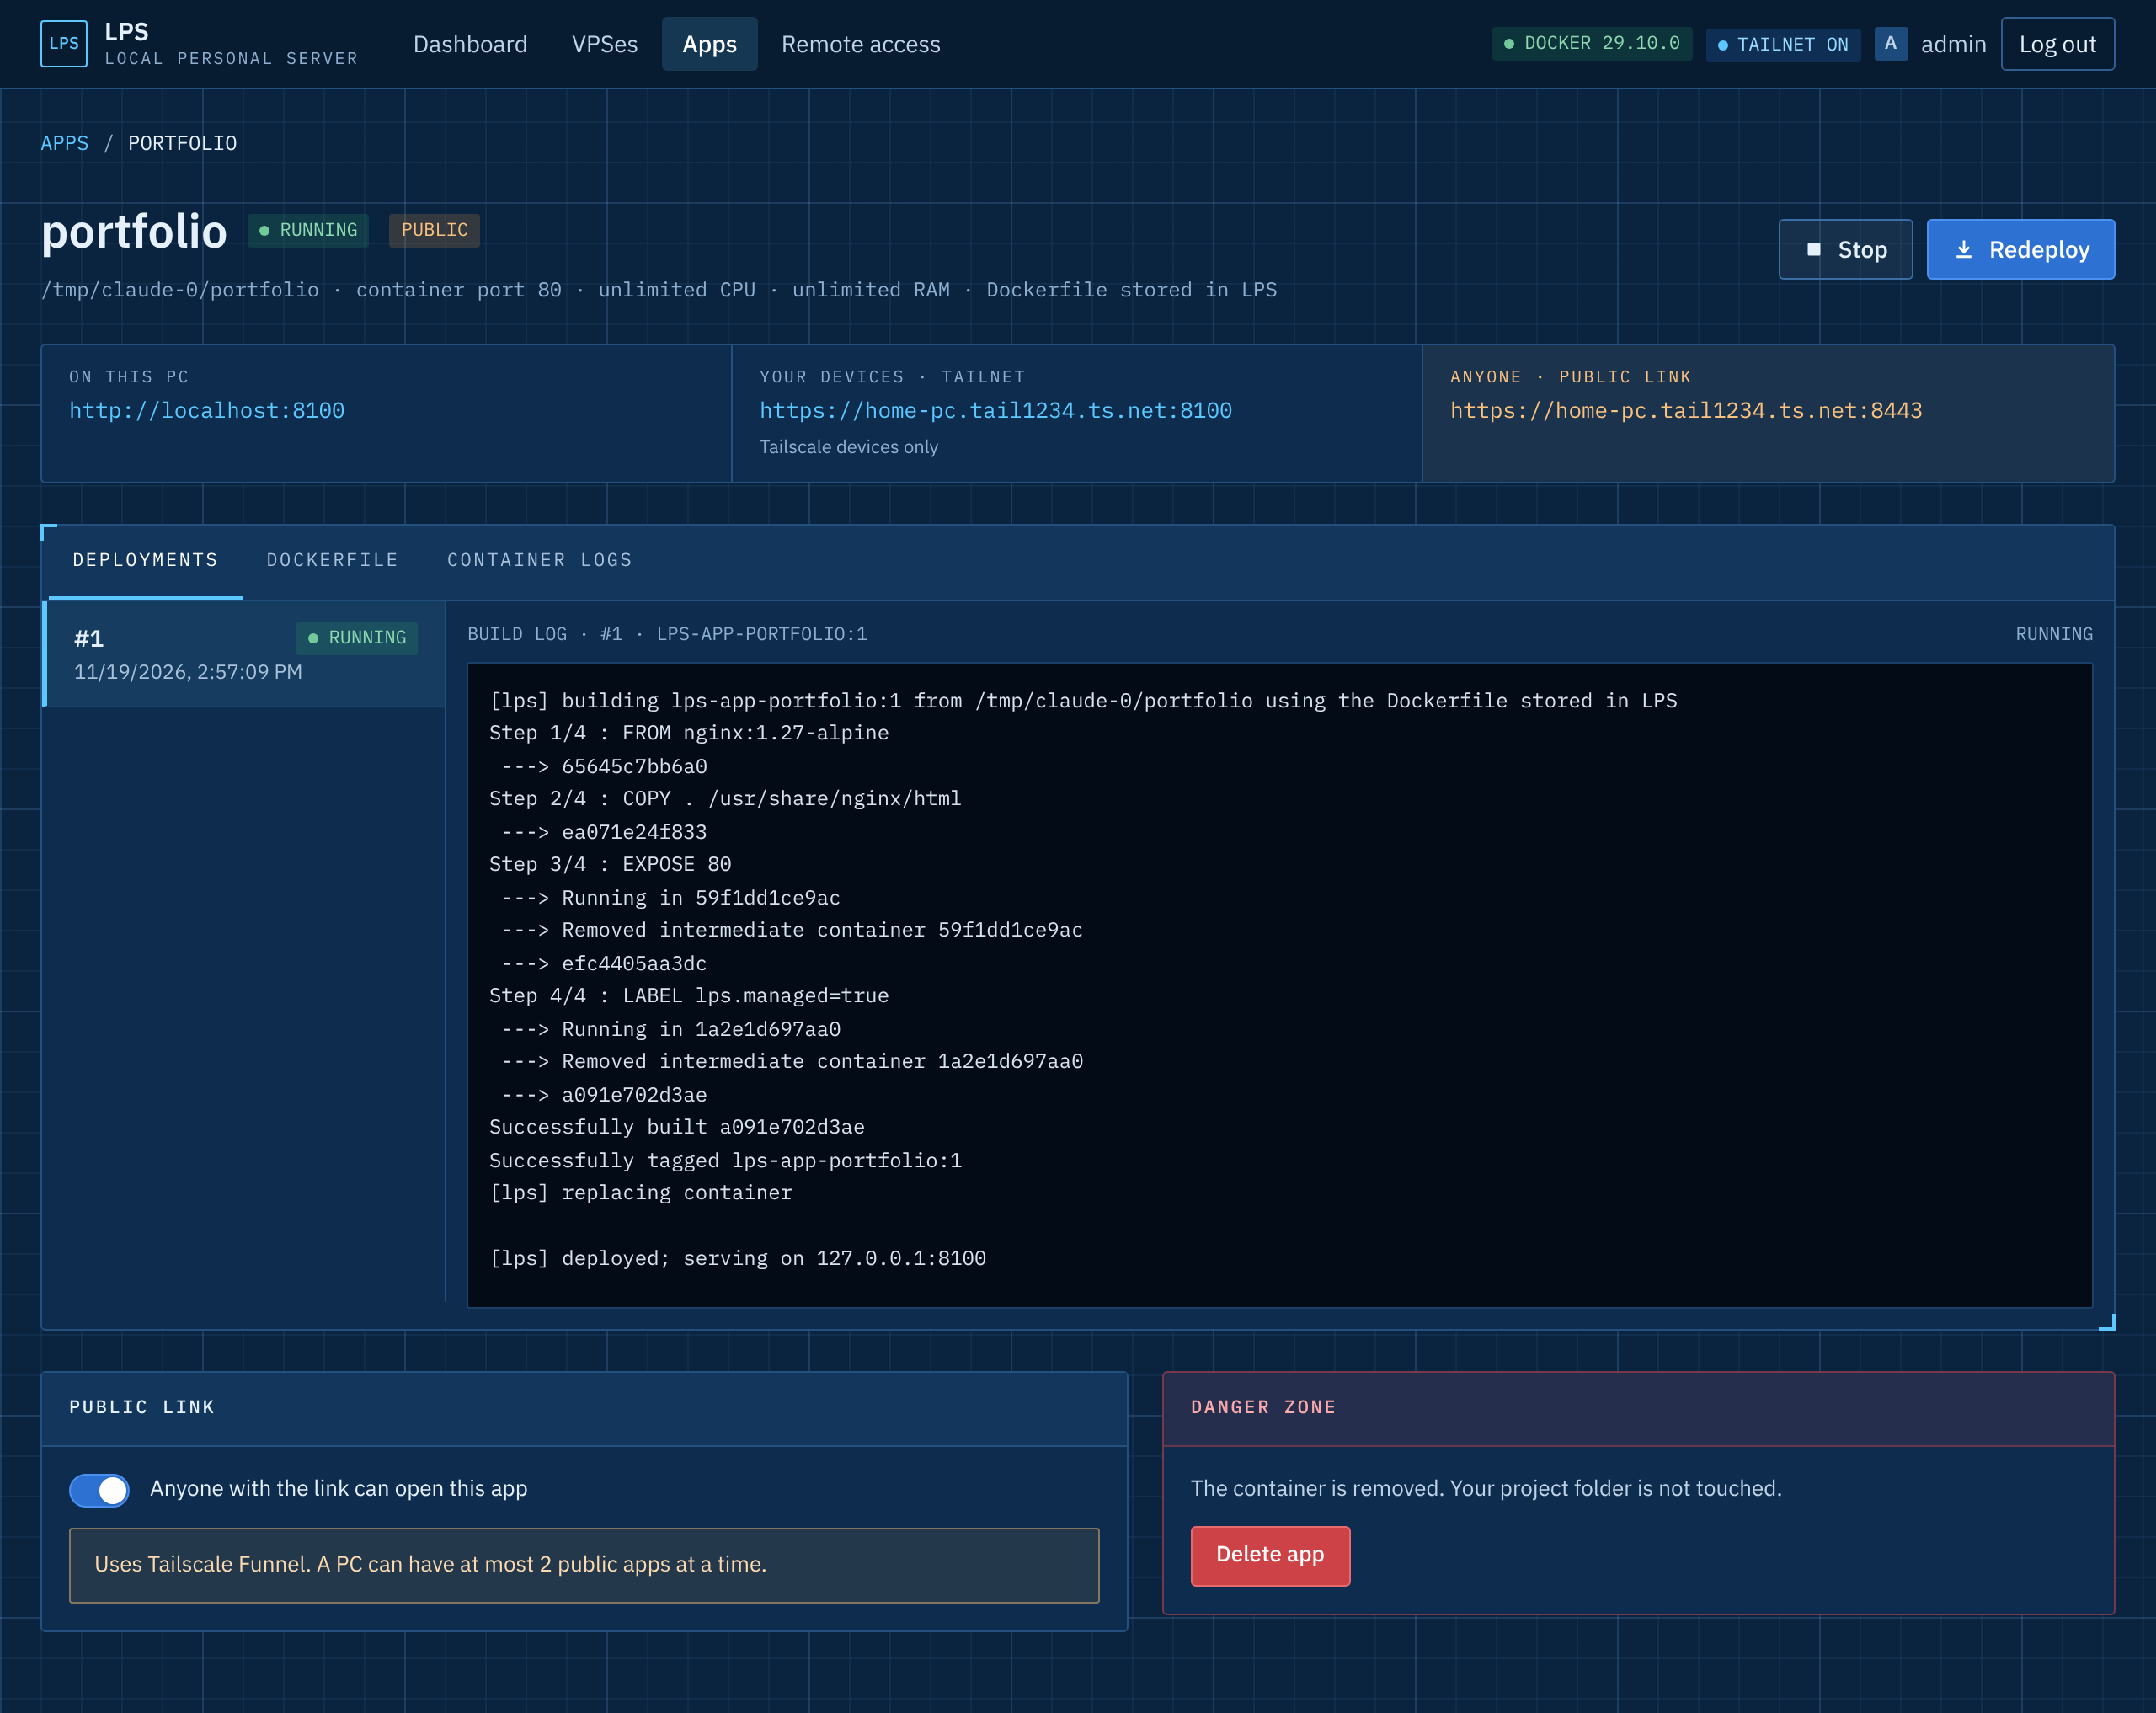 LPS
LPS
LOCAL PERSONAL SERVER
Dashboard
VPSes
Apps
Remote access
DOCKER 29.10.0
TAILNET ON
A
admin
Log out
APPS / PORTFOLIO
portfolio
RUNNING
PUBLIC
Stop
Redeploy
/tmp/claude-0/portfolio · container port 80 · unlimited CPU · unlimited RAM · Dockerfile stored in LPS
ON THIS PC
http://localhost:8100
YOUR DEVICES · TAILNET
https://home-pc.tail1234.ts.net:8100
Tailscale devices only
ANYONE · PUBLIC LINK
https://home-pc.tail1234.ts.net:8443
DEPLOYMENTS
DOCKERFILE
CONTAINER LOGS
#1
RUNNING
11/19/2026, 2:57:09 PM
BUILD LOG · #1 · LPS-APP-PORTFOLIO:1
RUNNING
[lps] building lps-app-portfolio:1 from /tmp/claude-0/portfolio using the Dockerfile stored in LPS
Step 1/4 : FROM nginx:1.27-alpine
---> 65645c7bb6a0
Step 2/4 : COPY . /usr/share/nginx/html
---> ea071e24f833
Step 3/4 : EXPOSE 80
---> Running in 59f1dd1ce9ac
---> Removed intermediate container 59f1dd1ce9ac
---> efc4405aa3dc
Step 4/4 : LABEL lps.managed=true
---> Running in 1a2e1d697aa0
---> Removed intermediate container 1a2e1d697aa0
---> a091e702d3ae
Successfully built a091e702d3ae
Successfully tagged lps-app-portfolio:1
[lps] replacing container
[lps] deployed; serving on 127.0.0.1:8100
PUBLIC LINK
Anyone with the link can open this app
Uses Tailscale Funnel. A PC can have at most 2 public apps at a time.
DANGER ZONE
The container is removed. Your project folder is not touched.
Delete app